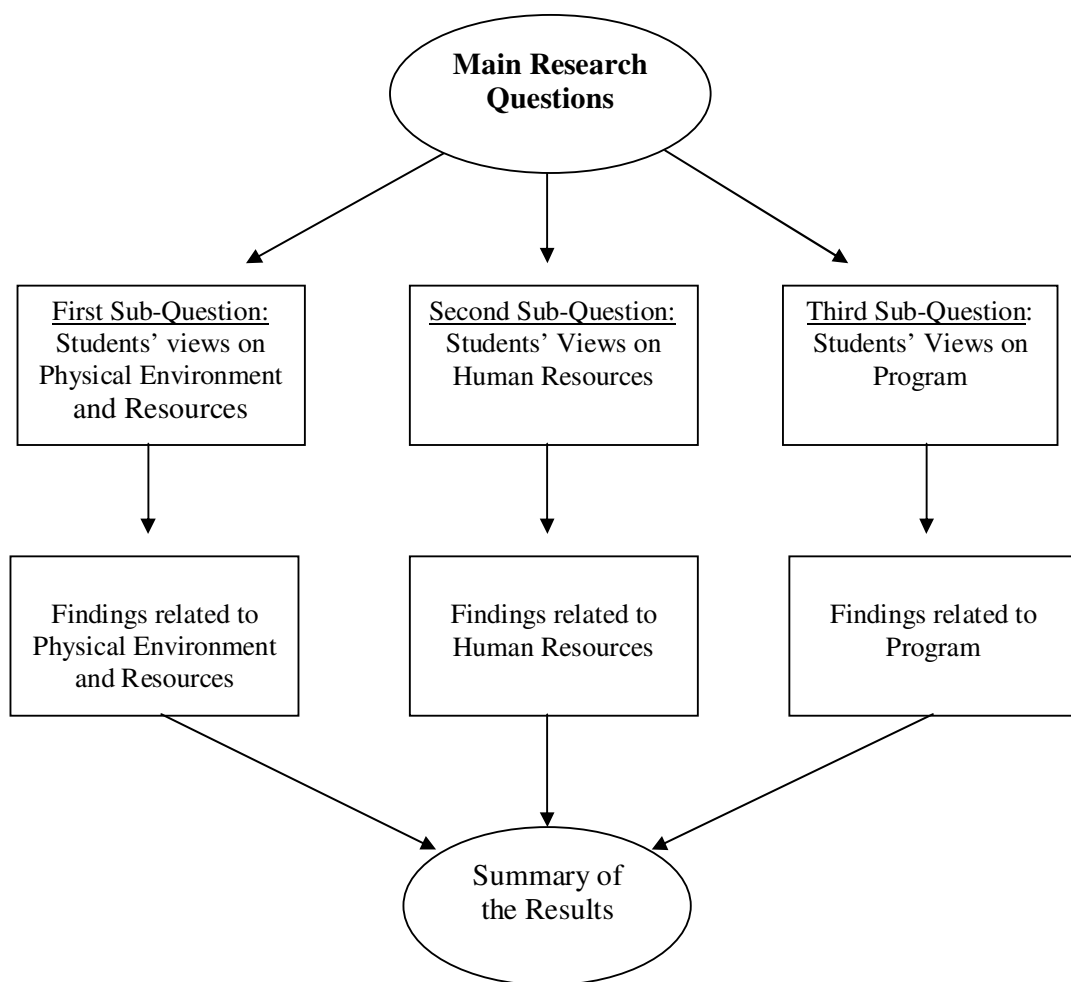 Main Research
Questions
First Sub-Question:
Students’ views on
Physical Environment
and Resources
Second Sub-Question:
Students’ Views on
Human Resources
Third Sub-Question:
Students’ Views on
Program
Findings related to
Physical Environment
and Resources
Findings related to
Human Resources
Findings related to
Program
Summary of
the Results